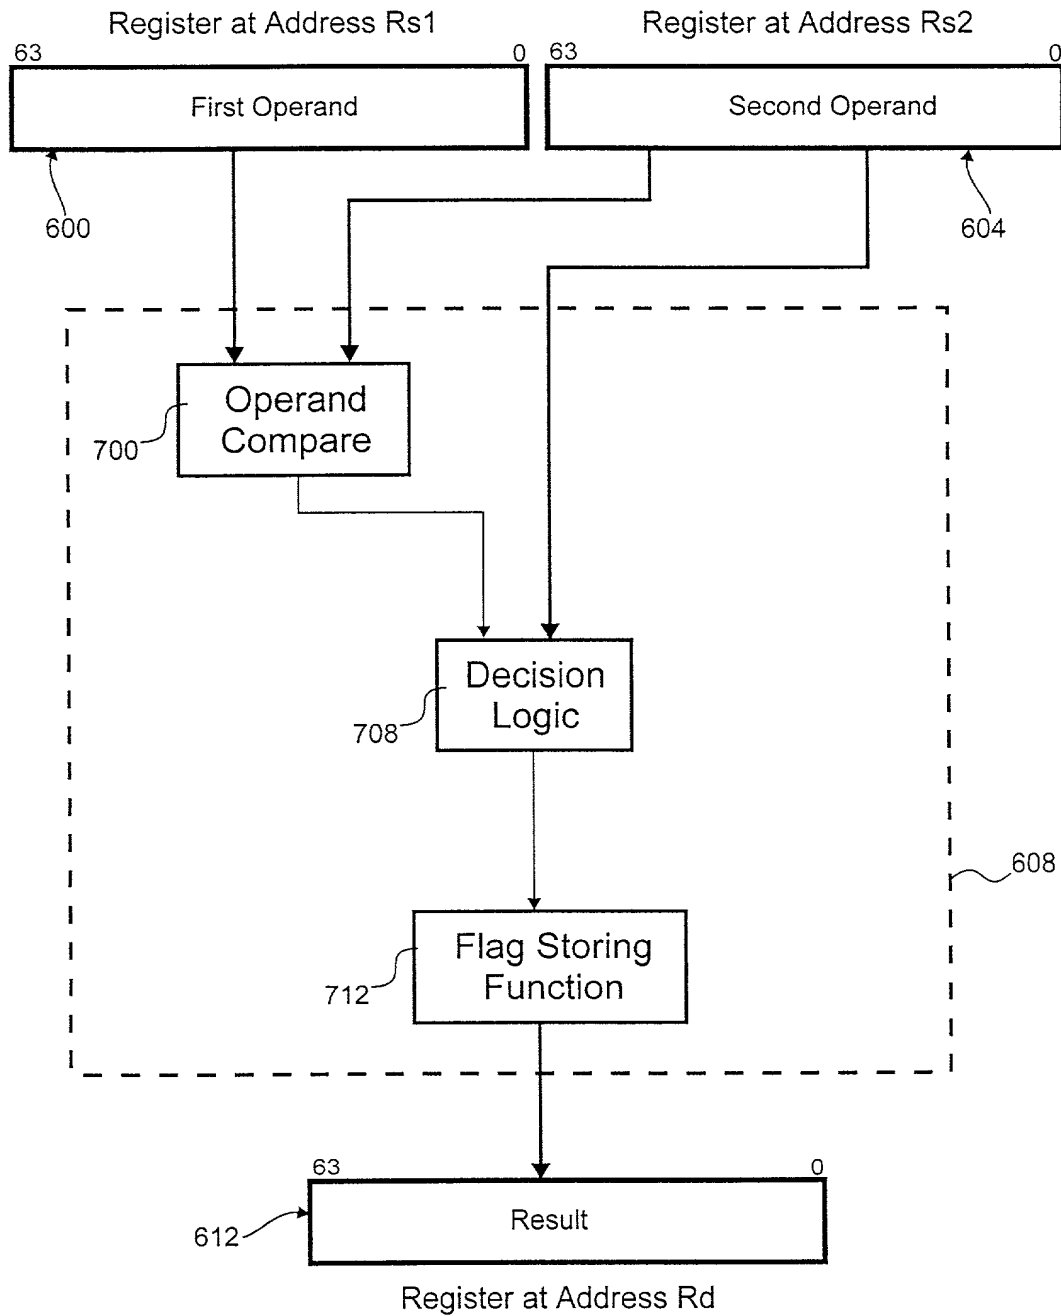 Register at Address Rs1
Register at Address Rs2
63
0
63
0
First Operand
Second Operand
600
604
Operand
Compare
700
Decision
Logic
708
608
Flag Storing
Function
712
63
0
Result
612
Register at Address Rd